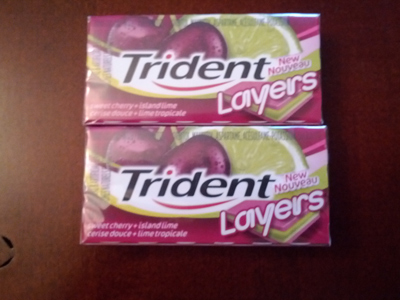 Trident
New
Nouveau
Layers
sweet cherry + island lime
cerise douce + lime tropicale
Trident
New
Nouveau
Layers
sweet cherry + island lime
cerise douce + lime tropicale